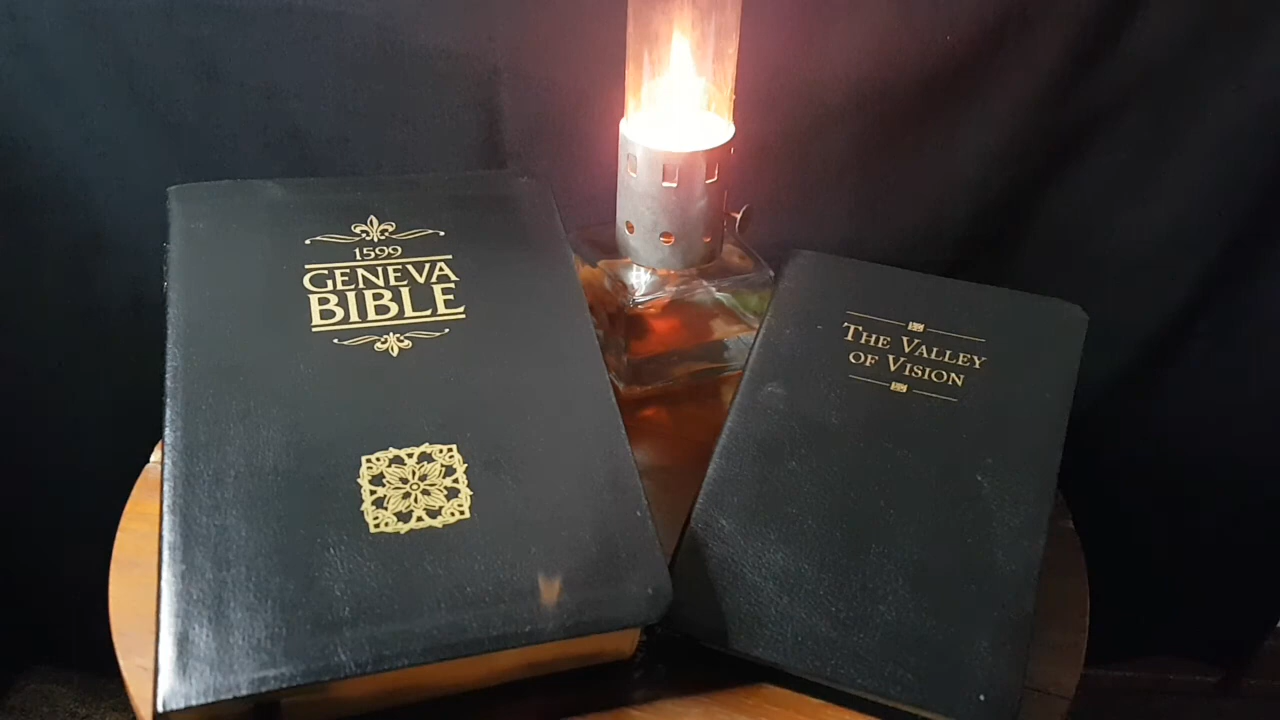 1599
GENEVA
BIBLE
THE VALLEY
OF VISION